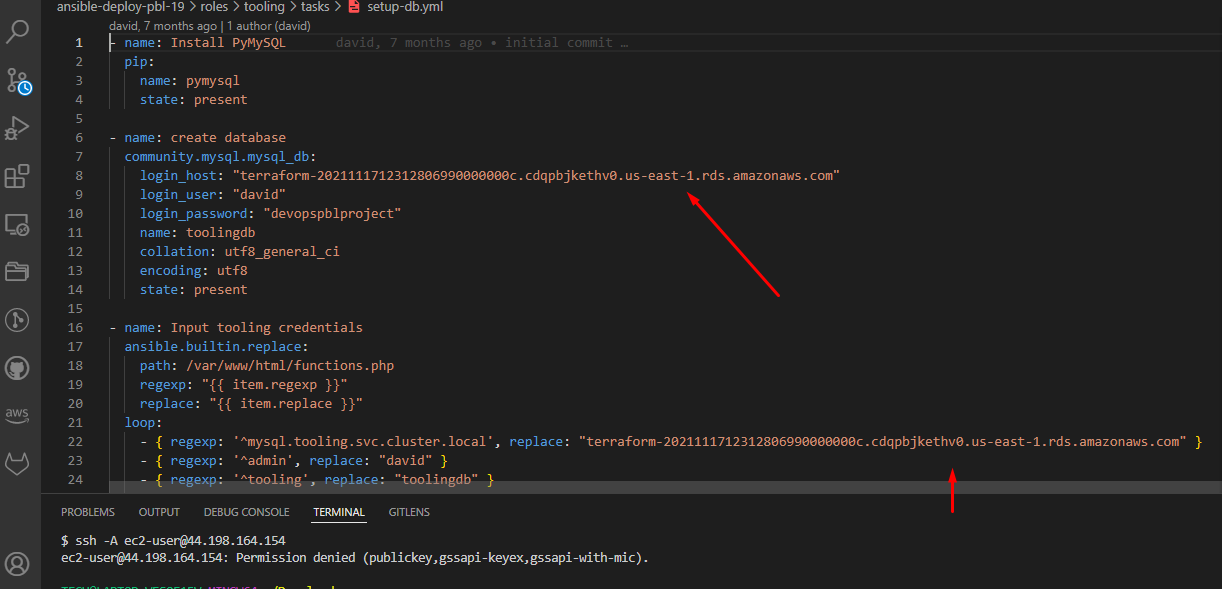 ansible-deploy-pbl-19 > roles > tooling > tasks > setup-db.yml
david, 7 months ago | 1 author (david)
1 - name: Install PyMySQL david, 7 months ago • initial commit …
2 pip:
3 name: pymysql
4 state: present
5
6 - name: create database
7 community.mysql.mysql_db:
8 login_host: "terraform-20211117123128069900000000c.cdqpbjkethv0.us-east-1.rds.amazonaws.com"
9 login_user: "david"
10 login_password: "devopspblproject"
11 name: toolingdb
12 collation: utf8_general_ci
13 encoding: utf8
14 state: present
15
16 - name: Input tooling credentials
17 ansible.builtin.replace:
18 path: /var/www/html/functions.php
19 regexp: "{{ item.regexp }}"
20 replace: "{{ item.replace }}"
21 loop:
22 - { regexp: '^mysql.tooling.svc.cluster.local', replace: "terraform-20211117123128069900000000c.cdqpbjkethv0.us-east-1.rds.amazonaws.com" }
23 - { regexp: '^admin', replace: "david" }
24 - { regexp: '^tooling', replace: "toolingdb" }
aws
PROBLEMS OUTPUT DEBUG CONSOLE TERMINAL GITLENS
$ ssh -A ec2-user@44.198.164.154
ec2-user@44.198.164.154: Permission denied (publickey,gssapi-keyex,gssapi-with-mic).